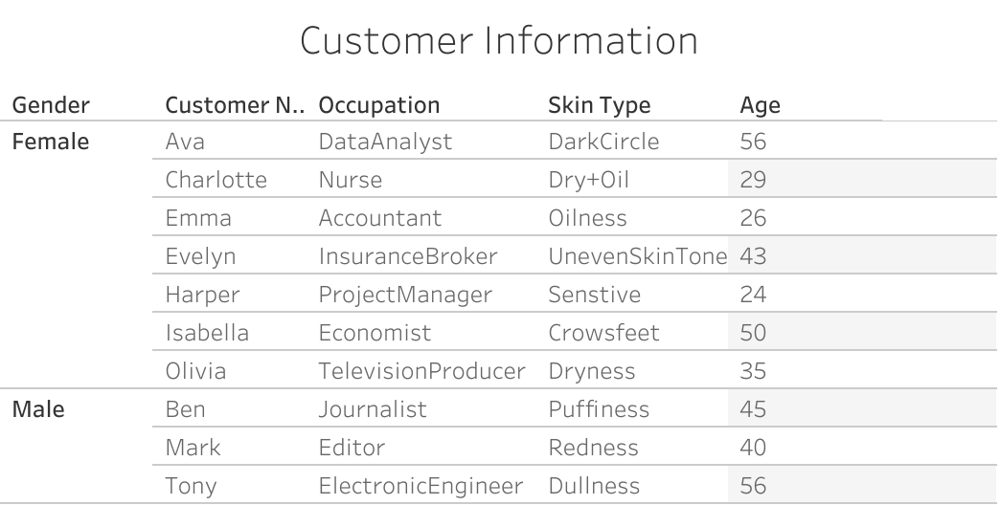 Customer Information
Gender Customer N.. Occupation Skin Type Age
Female Ava DataAnalyst DarkCircle 56
Charlotte Nurse Dry+Oil 29
Emma Accountant Oilness 26
Evelyn InsuranceBroker UnevenSkinTone 43
Harper ProjectManager Senstive 24
Isabella Economist Crowsfeet 50
Olivia TelevisionProducer Dryness 35
Male Ben Journalist Puffiness 45
Mark Editor Redness 40
Tony ElectronicEngineer Dullness 56